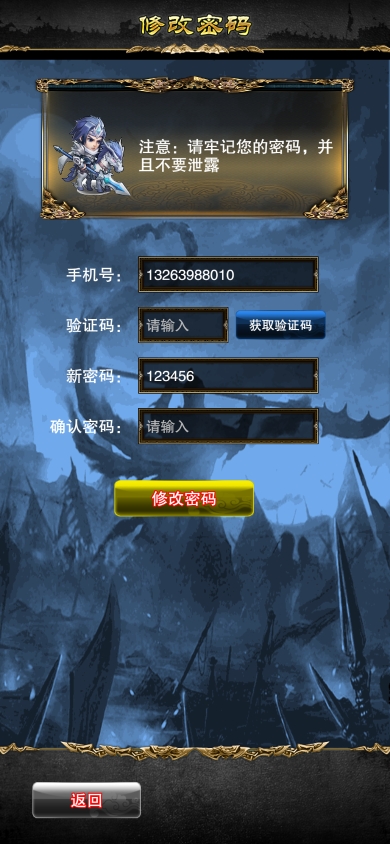 修改密码
注意：请牢记您的密码，并
且不要泄露
手机号： 13263988010
验证码： 请输入 获取验证码
新密码： 123456
确认密码： 请输入
修改密码
返回